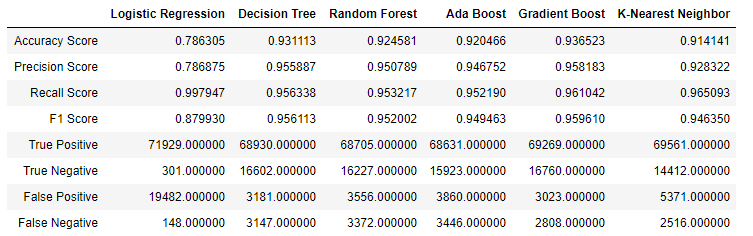 Logistic Regression Decision Tree Random Forest Ada Boost Gradient Boost K-Nearest Neighbor
Accuracy Score 0.786305 0.931113 0.924581 0.920466 0.936523 0.914141
Precision Score 0.786875 0.955887 0.950789 0.946752 0.958183 0.928322
Recall Score 0.997947 0.956338 0.953217 0.952190 0.961042 0.965093
F1 Score 0.879930 0.956113 0.952002 0.949463 0.959610 0.946350
True Positive 71929.000000 68930.000000 68705.000000 68631.000000 69269.000000 69561.000000
True Negative 301.000000 16602.000000 16227.000000 15923.000000 16760.000000 14412.000000
False Positive 19482.000000 3181.000000 3556.000000 3860.000000 3023.000000 5371.000000
False Negative 148.000000 3147.000000 3372.000000 3446.000000 2808.000000 2516.000000